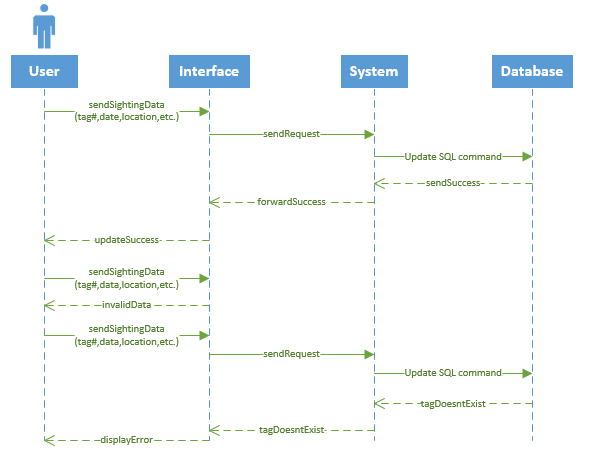 User
Interface
System
Database
sendSightingData
(tag#,date,location,etc.)
sendRequest
Update SQL command
sendSuccess
forwardSuccess
updateSuccess
sendSightingData
(tag#,data,location,etc.)
invalidData
sendSightingData
(tag#,data,location,etc.)
sendRequest
Update SQL command
tagDoesntExist
tagDoesntExist
displayError